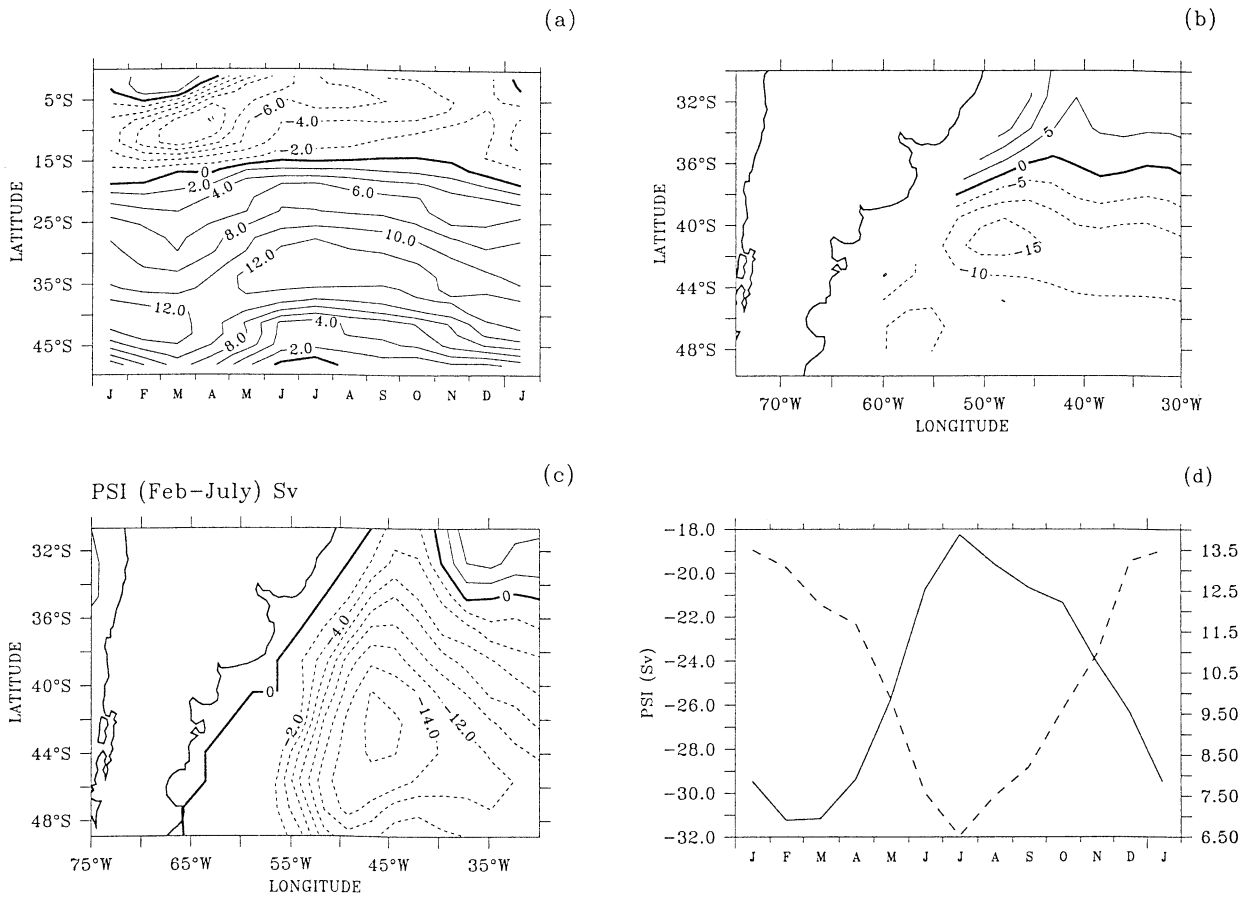 (a)
5°S
15°S
25°S
35°S
45°S
LATITUDE
-6.0
-4.0
-2.0
0
2.0
4.0
6.0
8.0
10.0
12.0
12.0
8.0
4.0
2.0
J F M A M J J A S O N D J
(b)
32°S
36°S
40°S
44°S
48°S
LATITUDE
5
0
-5
-15
-10
70°W 60°W 50°W 40°W 30°W
LONGITUDE
(c)
PSI (Feb-July) Sv
32°S
36°S
40°S
44°S
48°S
LATITUDE
0
-4.0
0
-2.0
-14.0
-12.0
75°W 65°W 55°W 45°W 35°W
LONGITUDE
(d)
-18.0
-20.0
-22.0
-24.0
-26.0
-28.0
-30.0
-32.0
PSI (Sv)
13.5
12.5
11.5
10.5
9.50
8.50
7.50
6.50
J F M A M J J A S O N D J